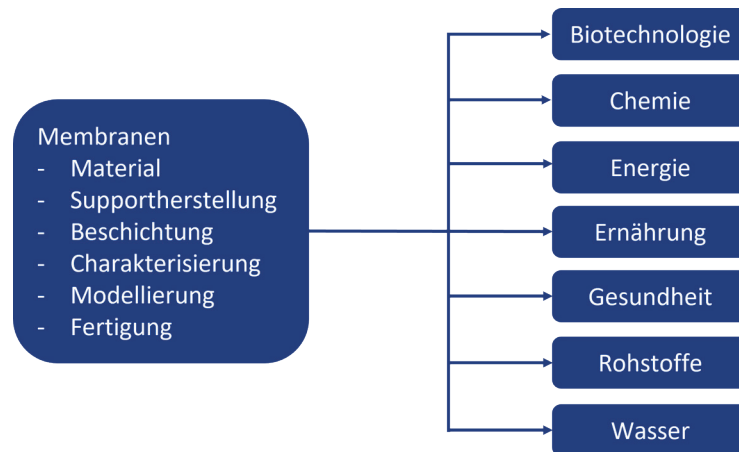 Membranen
- Material
- Supportherstellung
- Beschichtung
- Charakterisierung
- Modellierung
- Fertigung
Biotechnologie
Chemie
Energie
Ernährung
Gesundheit
Rohstoffe
Wasser